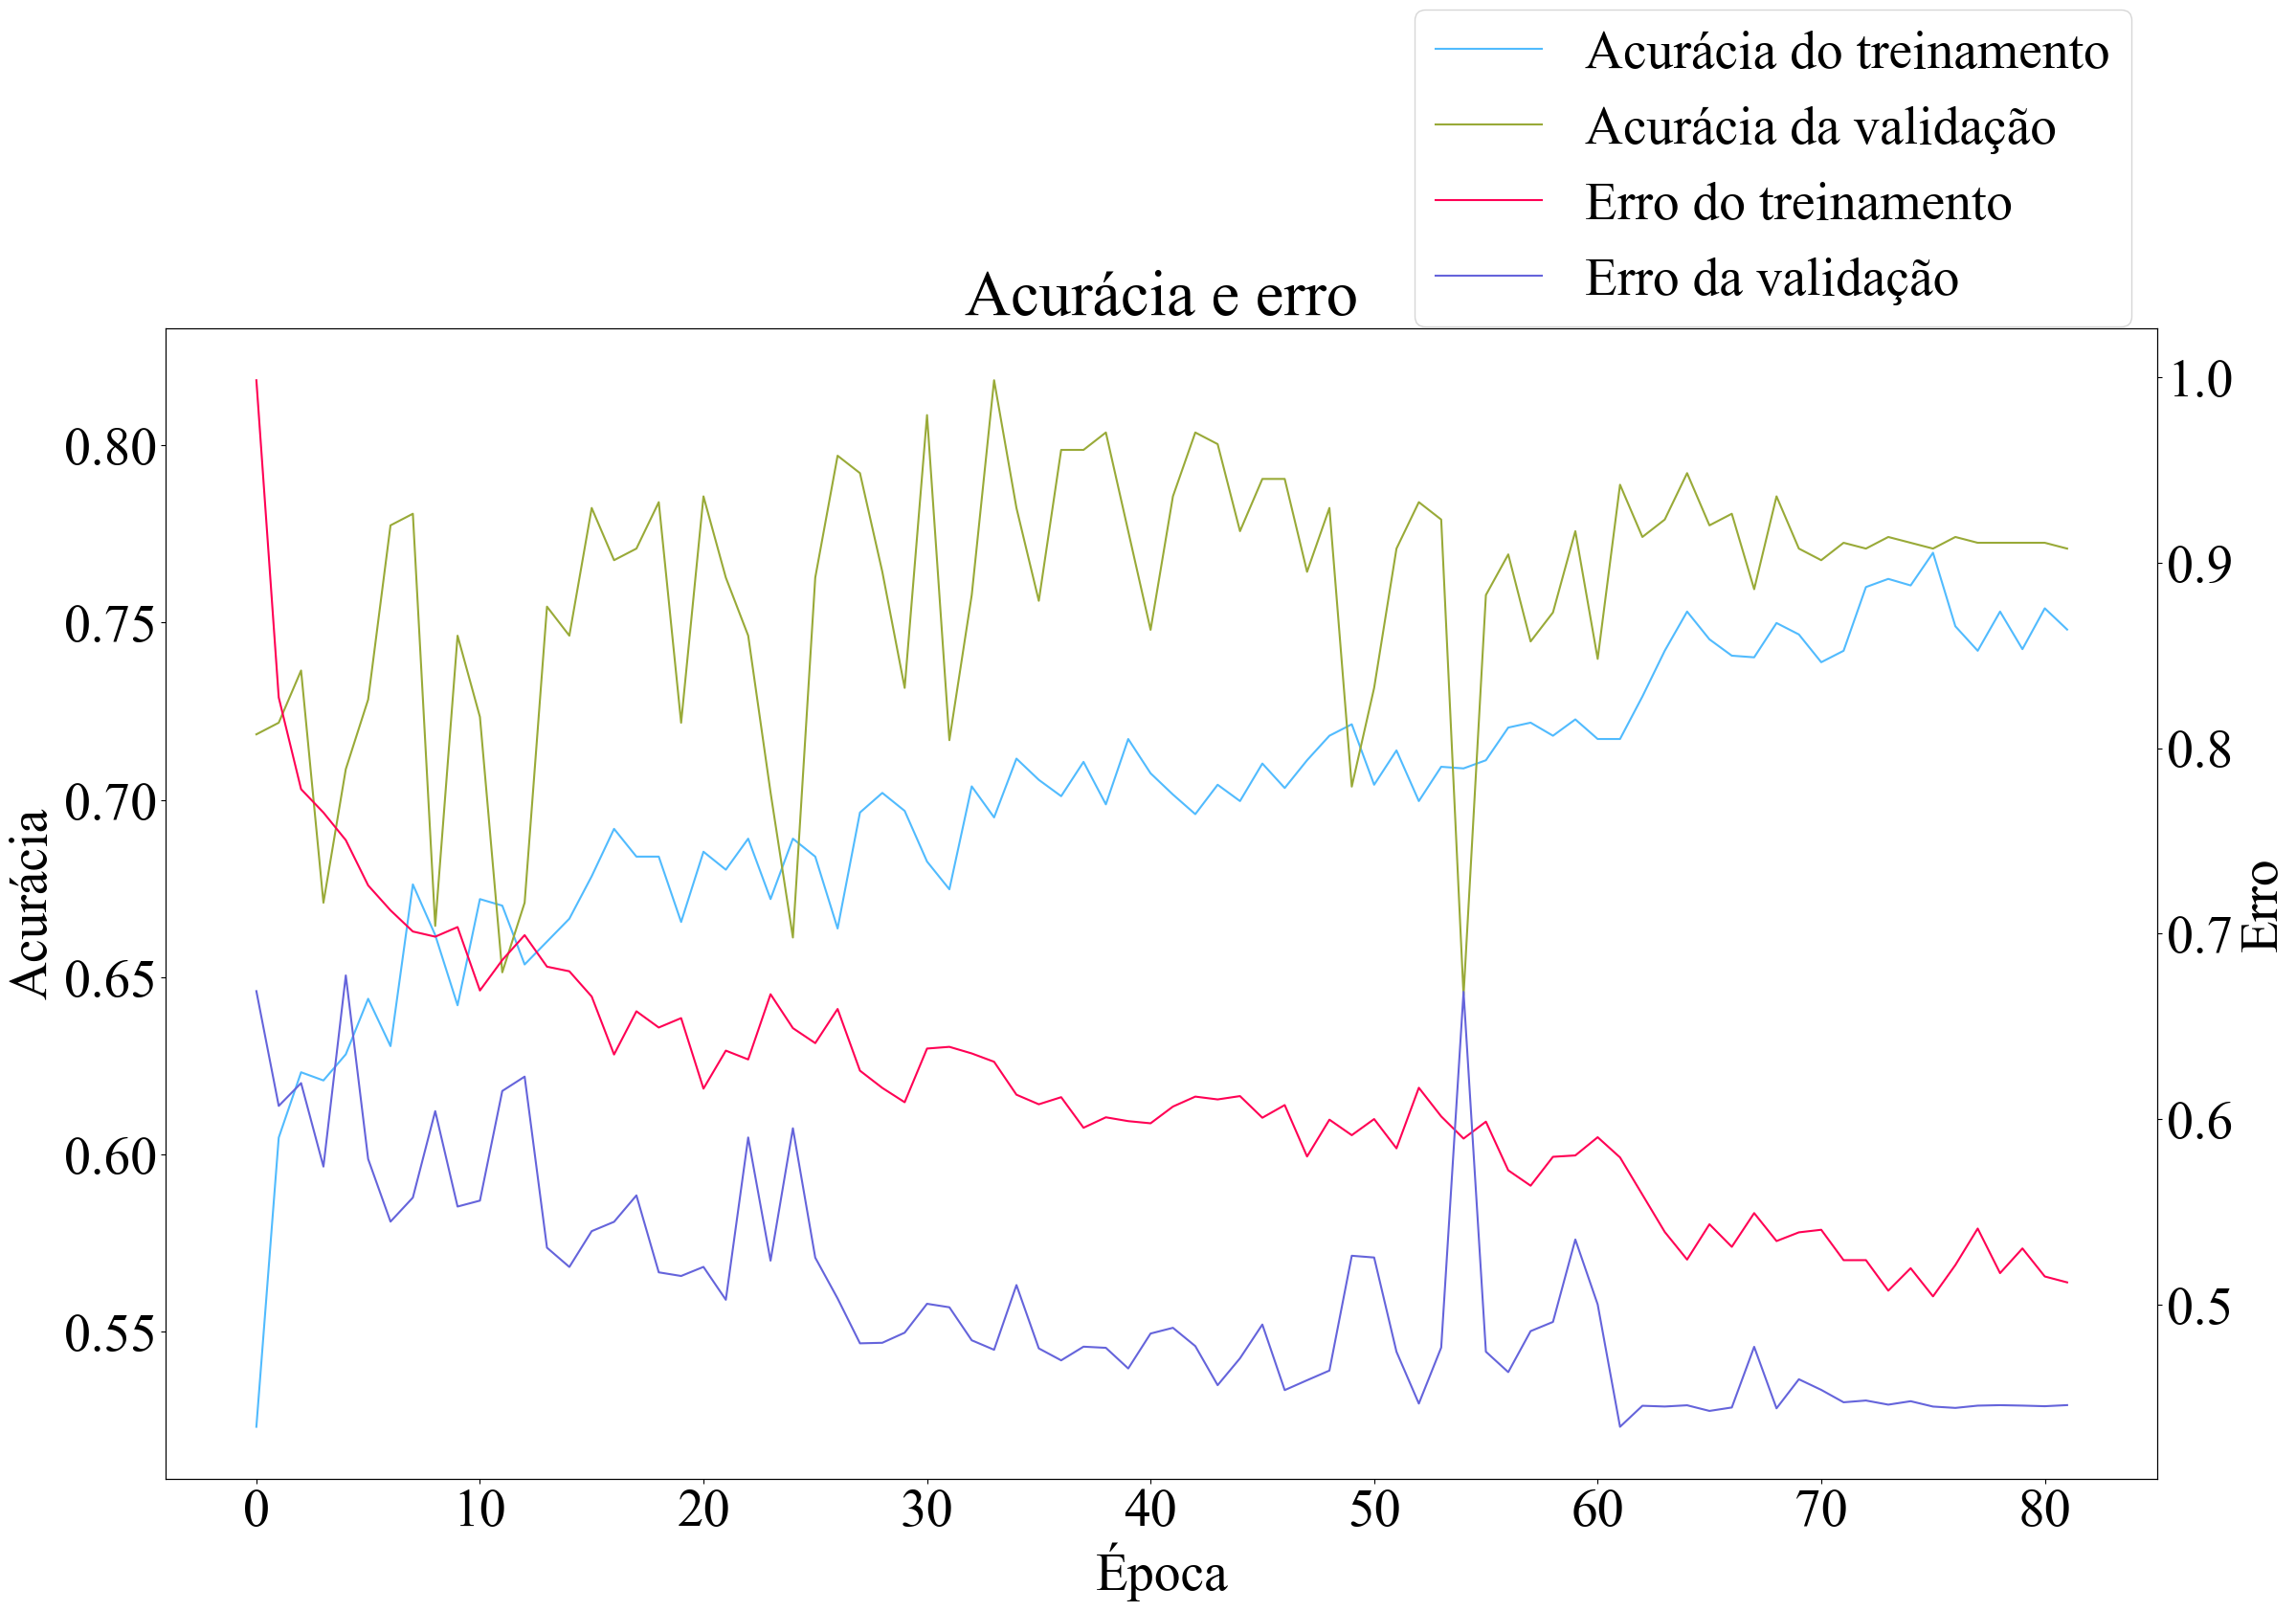 Acurácia do treinamento
Acurácia da validação
Erro do treinamento
Erro da validação
Acurácia e erro
Acurácia
0.80
0.75
0.70
0.65
0.60
0.55
1.0
0.9
0.8
0.7
0.6
0.5
Erro
0 10 20 30 40 50 60 70 80
Época